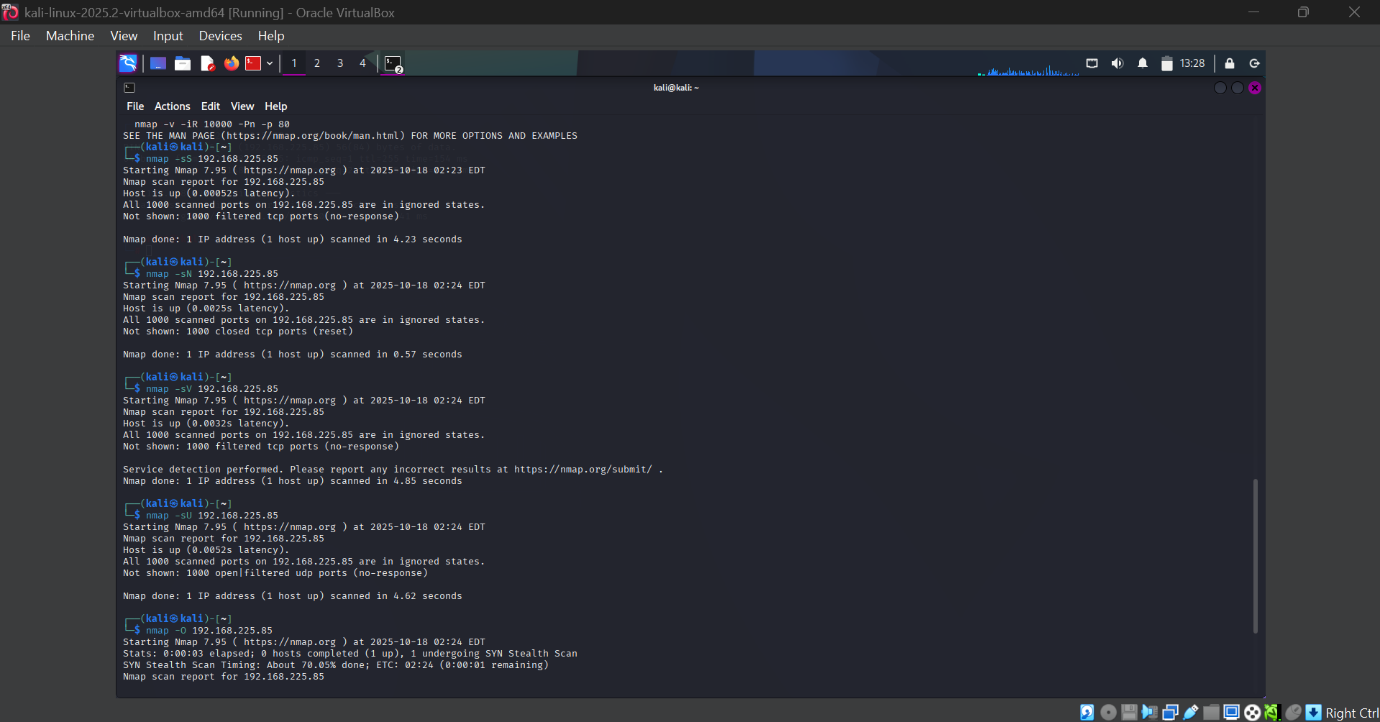 kali-linux-2025.2-virtualbox-amd64 [Running] - Oracle VirtualBox
File Machine View Input Devices Help
1 2 3 4 2 13:28
kali@kali: ~
File Actions Edit View Help
nmap -v -iR 10000 -Pn -p 80
SEE THE MAN PAGE (https://nmap.org/book/man.html) FOR MORE OPTIONS AND EXAMPLES
┌──(kali㉿kali)-[~]
└─$ nmap -sS 192.168.225.85
Starting Nmap 7.95 ( https://nmap.org ) at 2025-10-18 02:23 EDT
Nmap scan report for 192.168.225.85
Host is up (0.00052s latency).
All 1000 scanned ports on 192.168.225.85 are in ignored states.
Not shown: 1000 filtered tcp ports (no-response)
Nmap done: 1 IP address (1 host up) scanned in 4.23 seconds
┌──(kali㉿kali)-[~]
└─$ nmap -sN 192.168.225.85
Starting Nmap 7.95 ( https://nmap.org ) at 2025-10-18 02:24 EDT
Nmap scan report for 192.168.225.85
Host is up (0.0025s latency).
All 1000 scanned ports on 192.168.225.85 are in ignored states.
Not shown: 1000 closed tcp ports (reset)
Nmap done: 1 IP address (1 host up) scanned in 0.57 seconds
┌──(kali㉿kali)-[~]
└─$ nmap -sV 192.168.225.85
Starting Nmap 7.95 ( https://nmap.org ) at 2025-10-18 02:24 EDT
Nmap scan report for 192.168.225.85
Host is up (0.0032s latency).
All 1000 scanned ports on 192.168.225.85 are in ignored states.
Not shown: 1000 filtered tcp ports (no-response)
Service detection performed. Please report any incorrect results at https://nmap.org/submit/ .
Nmap done: 1 IP address (1 host up) scanned in 4.85 seconds
┌──(kali㉿kali)-[~]
└─$ nmap -sU 192.168.225.85
Starting Nmap 7.95 ( https://nmap.org ) at 2025-10-18 02:24 EDT
Nmap scan report for 192.168.225.85
Host is up (0.0052s latency).
All 1000 scanned ports on 192.168.225.85 are in ignored states.
Not shown: 1000 open|filtered udp ports (no-response)
Nmap done: 1 IP address (1 host up) scanned in 4.62 seconds
┌──(kali㉿kali)-[~]
└─$ nmap -O 192.168.225.85
Starting Nmap 7.95 ( https://nmap.org ) at 2025-10-18 02:24 EDT
Stats: 0:00:03 elapsed; 0 hosts completed (1 up), 1 undergoing SYN Stealth Scan
SYN Stealth Scan Timing: About 70.05% done; ETC: 02:24 (0:00:01 remaining)
Nmap scan report for 192.168.225.85
Right Ctrl